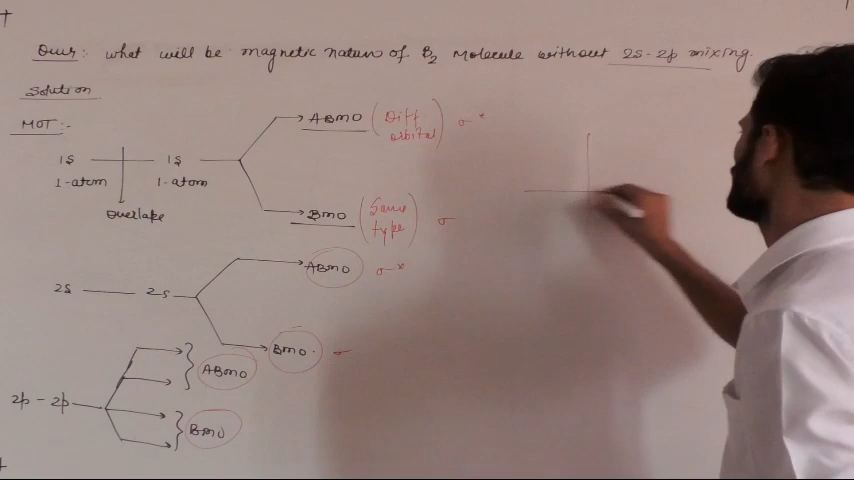 Ques: what will be magnetic nature of B2 molecule without 2s-2p mixing.
Solution
MOT:-
ABMO (Diff orbital) σ*
1s 1s
1-atom 1-atom
overlape
BMO (Same type) σ
ABMO σ*
2s 2s
BMO. σ
ABMO
2p - 2p
BMO